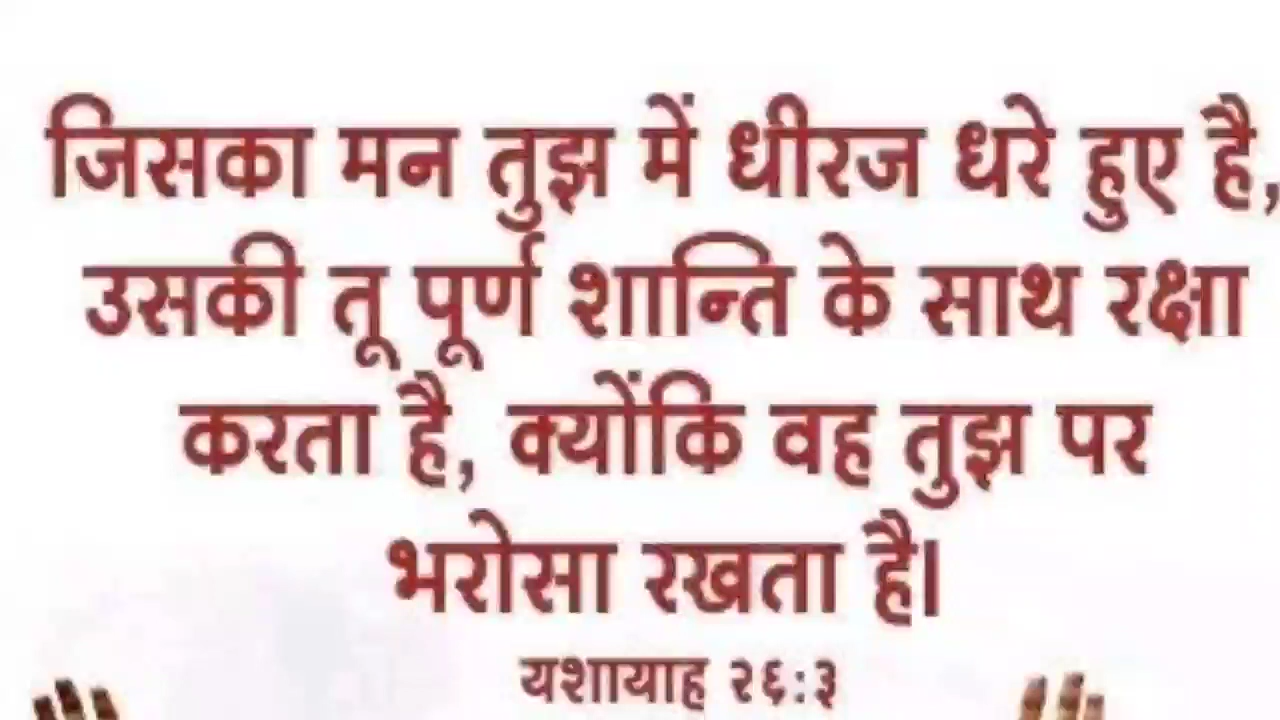 जिसका मन तुझ में धीरज धरे हुए है,
उसकी तू पूर्ण शान्ति के साथ रक्षा
करता है, क्योंकि वह तुझ पर
भरोसा रखता है।
यशायाह २६:३